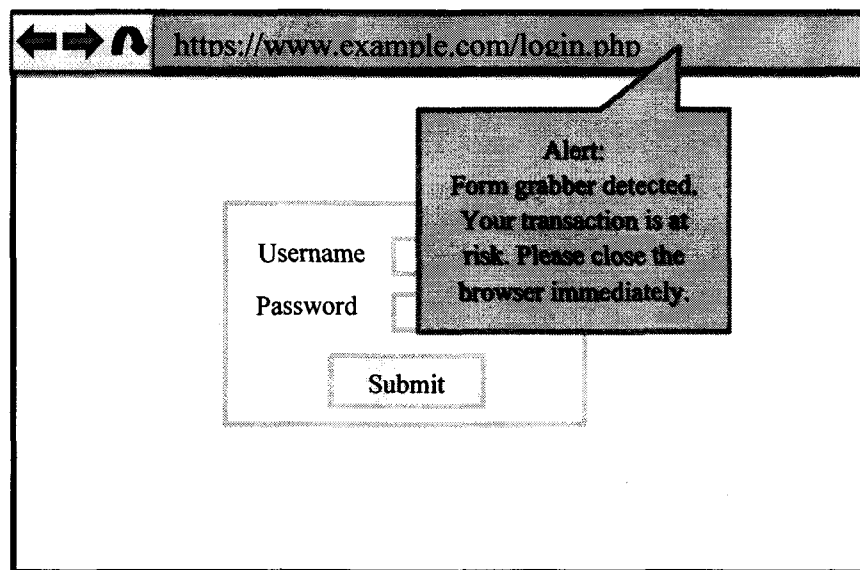 https://www.example.com/login.php
Alert:
Form grabber detected.
Your transaction is at
risk. Please close the
browser immediately.
Username
Password
Submit